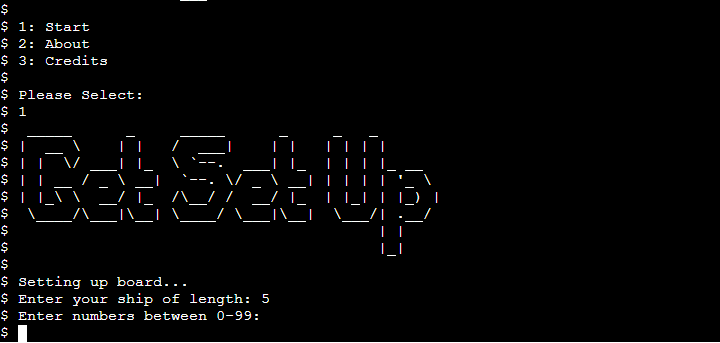 $
$ 1: Start
$ 2: About
$ 3: Credits
$
$ Please Select:
$ 1
$ Get Set Up
$
$ Setting up board...
$ Enter your ship of length: 5
$ Enter numbers between 0-99:
$